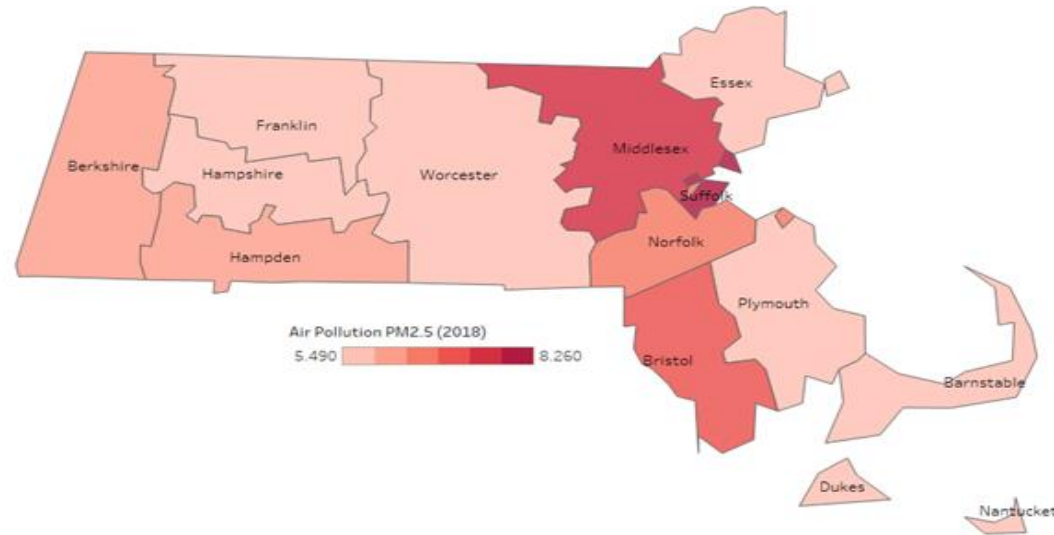 Essex
Franklin
Middlesex
Berkshire
Hampshire
Worcester
Suffolk
Norfolk
Hampden
Plymouth
Air Pollution PM2.5 (2018)
5.490 8.260
Bristol
Barnstable
Dukes
Nantucket